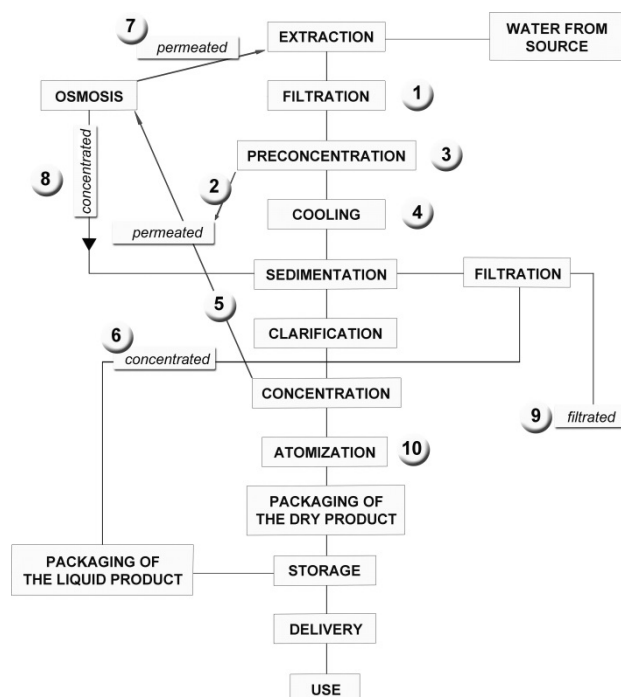 7
permeated
EXTRACTION
WATER FROM
SOURCE
OSMOSIS
FILTRATION
1
concentrated
8
PRECONCENTRATION
3
2
permeated
COOLING
4
SEDIMENTATION
FILTRATION
5
6
concentrated
CLARIFICATION
CONCENTRATION
9
filtrated
ATOMIZATION
10
PACKAGING OF
THE DRY PRODUCT
PACKAGING OF
THE LIQUID PRODUCT
STORAGE
DELIVERY
USE